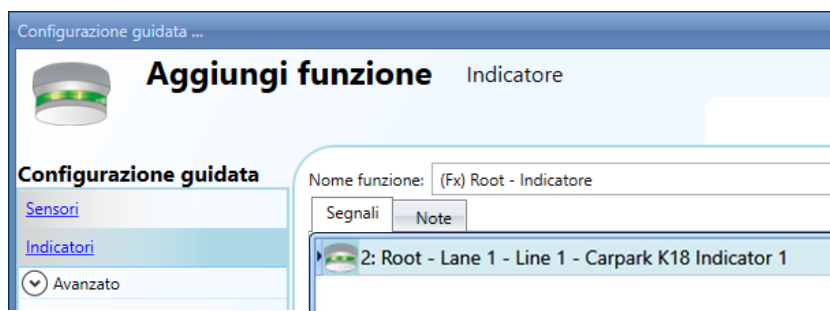 Configurazione guidata ...
Aggiungi funzione Indicatore
Configurazione guidata
Sensori
Indicatori
Avanzato
Nome funzione: (Fx) Root - Indicatore
Segnali Note
2: Root - Lane 1 - Line 1 - Carpark K18 Indicator 1